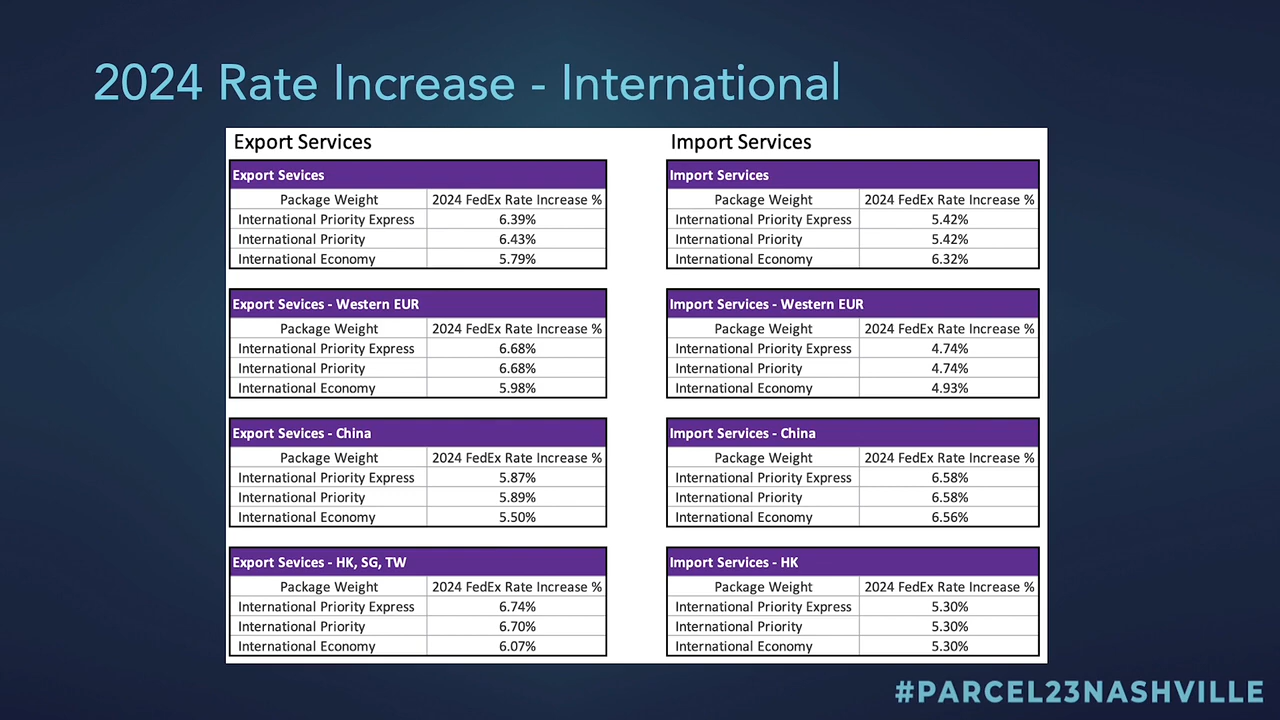 2024 Rate Increase - International
Export Services
Export Sevices
Package Weight 2024 FedEx Rate Increase %
International Priority Express 6.39%
International Priority 6.43%
International Economy 5.79%
Export Sevices - Western EUR
Package Weight 2024 FedEx Rate Increase %
International Priority Express 6.68%
International Priority 6.68%
International Economy 5.98%
Export Sevices - China
Package Weight 2024 FedEx Rate Increase %
International Priority Express 5.87%
International Priority 5.89%
International Economy 5.50%
Export Sevices - HK, SG, TW
Package Weight 2024 FedEx Rate Increase %
International Priority Express 6.74%
International Priority 6.70%
International Economy 6.07%
Import Services
Import Sevices
Package Weight 2024 FedEx Rate Increase %
International Priority Express 5.42%
International Priority 5.42%
International Economy 6.32%
Import Sevices - Western EUR
Package Weight 2024 FedEx Rate Increase %
International Priority Express 4.74%
International Priority 4.74%
International Economy 4.93%
Import Sevices - China
Package Weight 2024 FedEx Rate Increase %
International Priority Express 6.58%
International Priority 6.58%
International Economy 6.56%
Import Sevices - HK
Package Weight 2024 FedEx Rate Increase %
International Priority Express 5.30%
International Priority 5.30%
International Economy 5.30%
#PARCEL23NASHVILLE